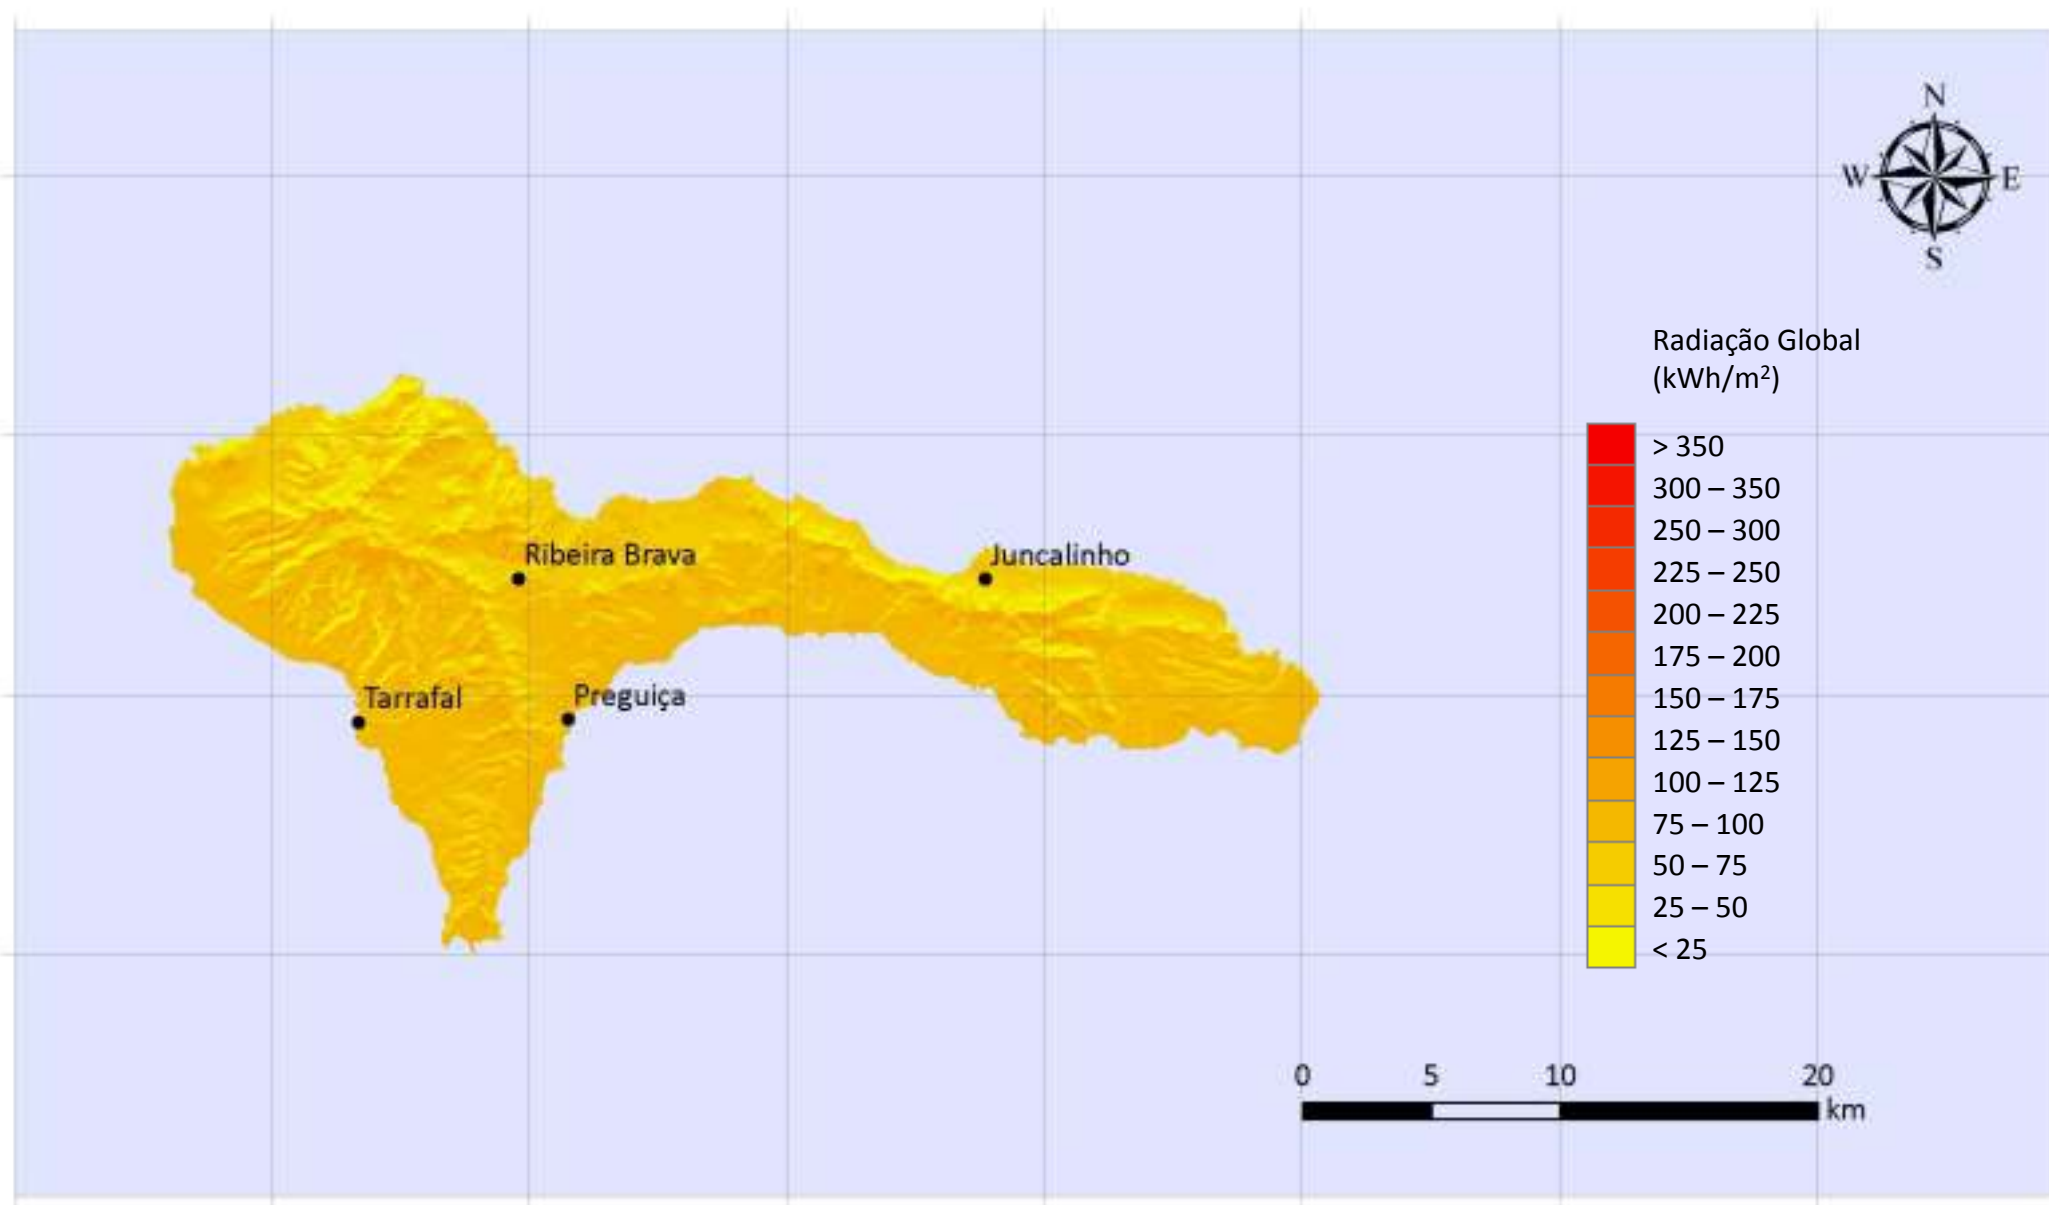 N
W E
S
Radiação Global
(kWh/m²)
> 350
300 – 350
250 – 300
225 – 250
200 – 225
175 – 200
150 – 175
125 – 150
100 – 125
75 – 100
50 – 75
25 – 50
< 25
Ribeira Brava
Juncalinho
Tarrafal
Preguiça
0 5 10 20
km